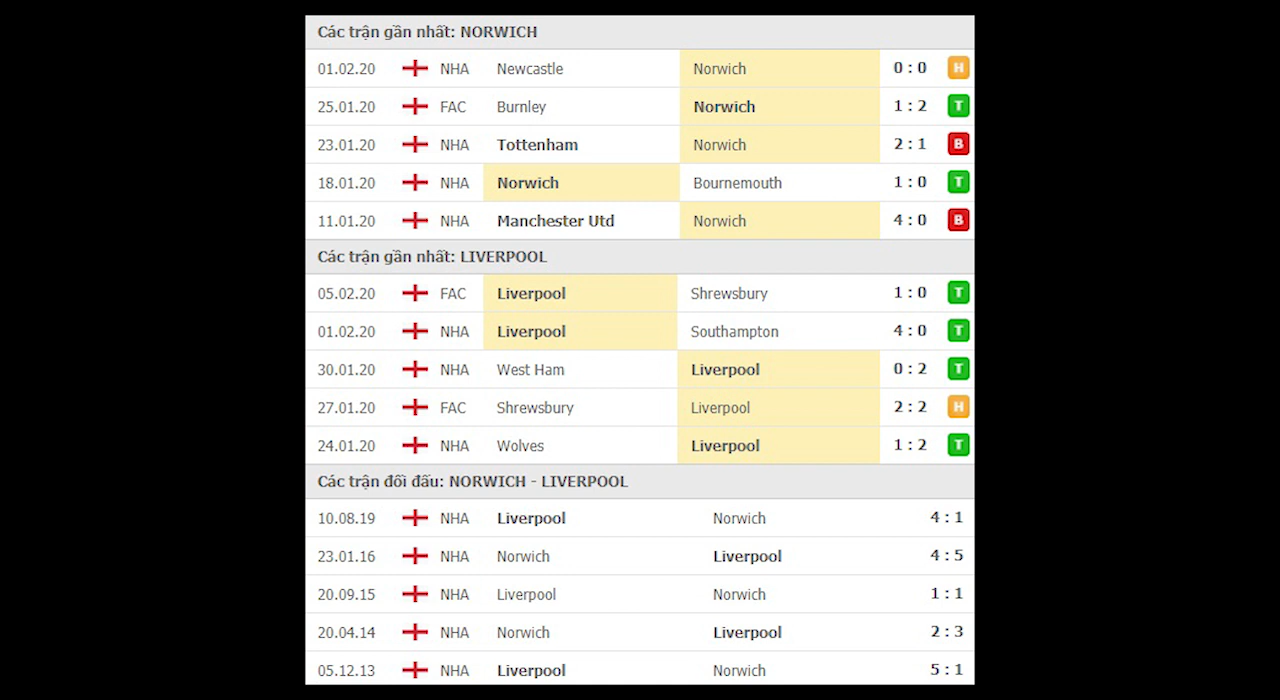 Các trận gần nhất: NORWICH
01.02.20 NHA Newcastle Norwich 0 : 0 H
25.01.20 FAC Burnley Norwich 1 : 2 T
23.01.20 NHA Tottenham Norwich 2 : 1 B
18.01.20 NHA Norwich Bournemouth 1 : 0 T
11.01.20 NHA Manchester Utd Norwich 4 : 0 B
Các trận gần nhất: LIVERPOOL
05.02.20 FAC Liverpool Shrewsbury 1 : 0 T
01.02.20 NHA Liverpool Southampton 4 : 0 T
30.01.20 NHA West Ham Liverpool 0 : 2 T
27.01.20 FAC Shrewsbury Liverpool 2 : 2 H
24.01.20 NHA Wolves Liverpool 1 : 2 T
Các trận đối đấu: NORWICH - LIVERPOOL
10.08.19 NHA Liverpool Norwich 4 : 1
23.01.16 NHA Norwich Liverpool 4 : 5
20.09.15 NHA Liverpool Norwich 1 : 1
20.04.14 NHA Norwich Liverpool 2 : 3
05.12.13 NHA Liverpool Norwich 5 : 1